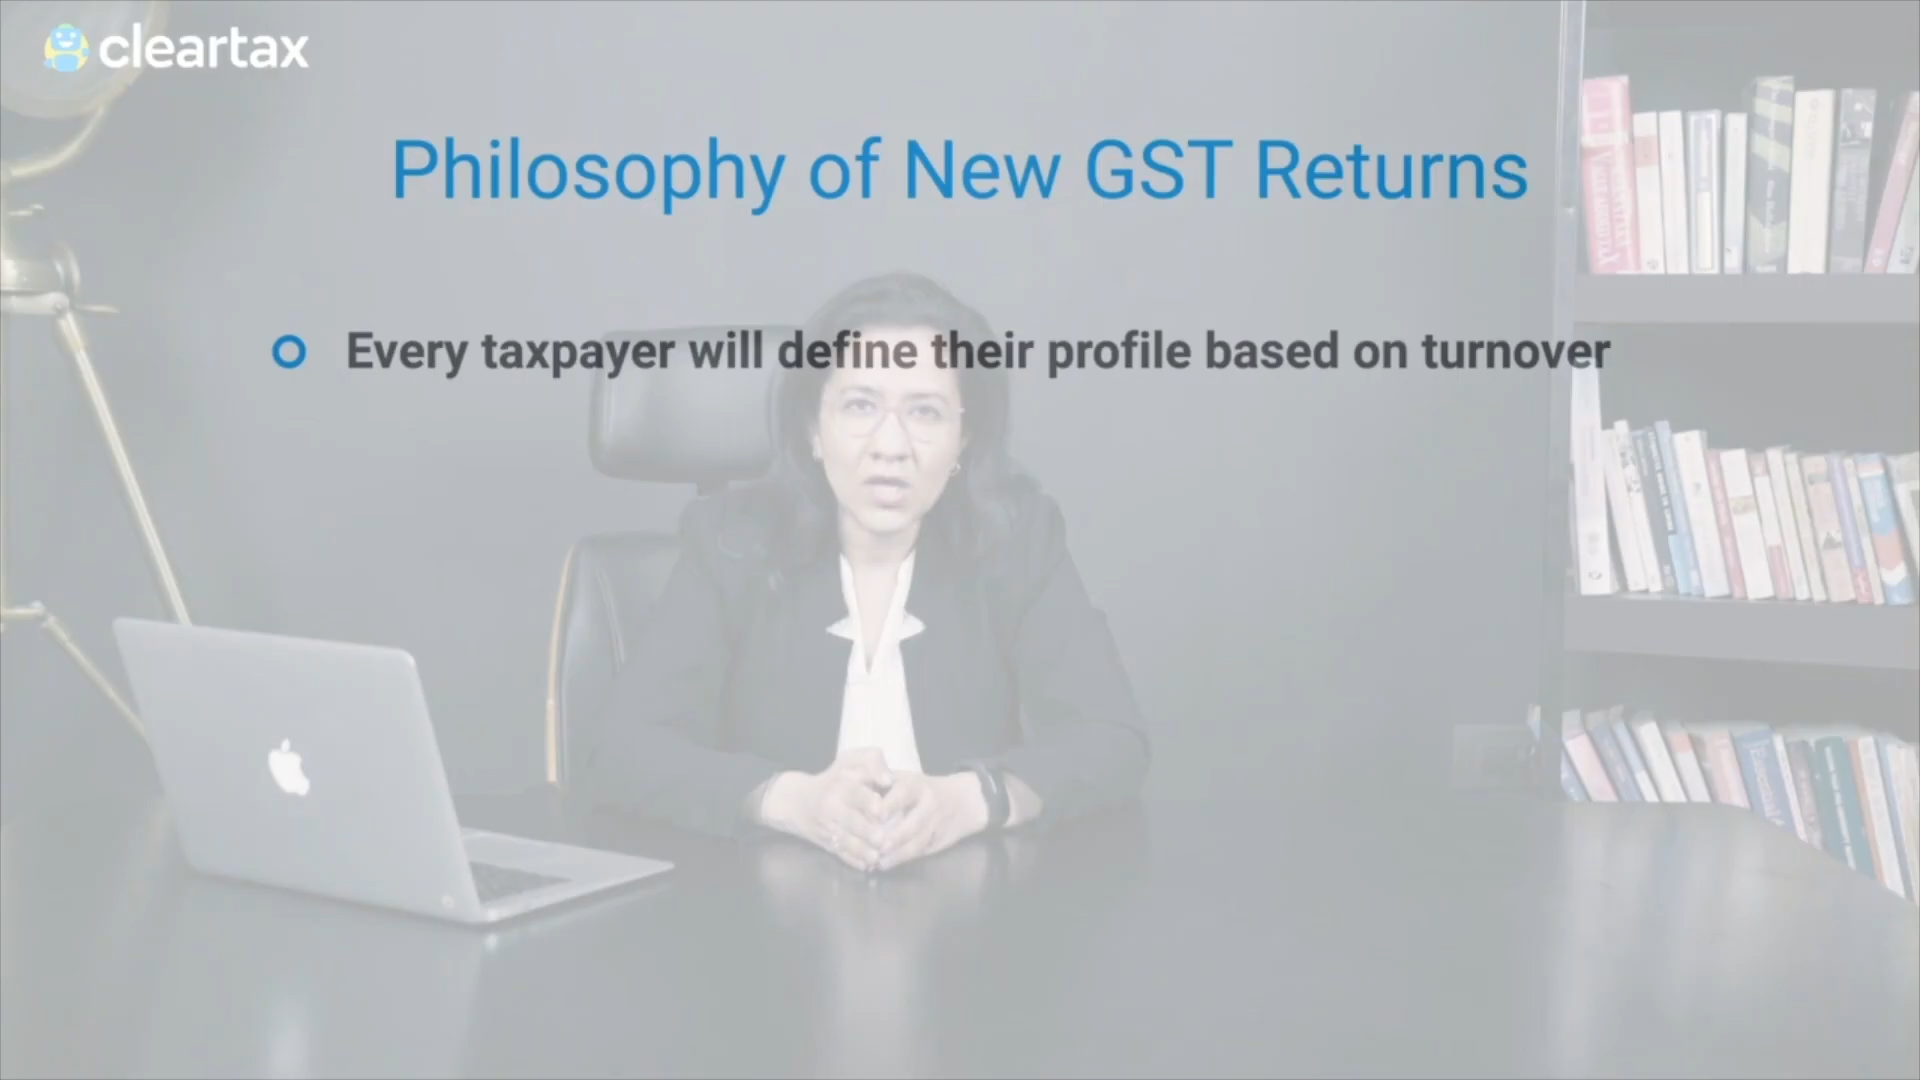 cleartax
Philosophy of New GST Returns
Every taxpayer will define their profile based on turnover